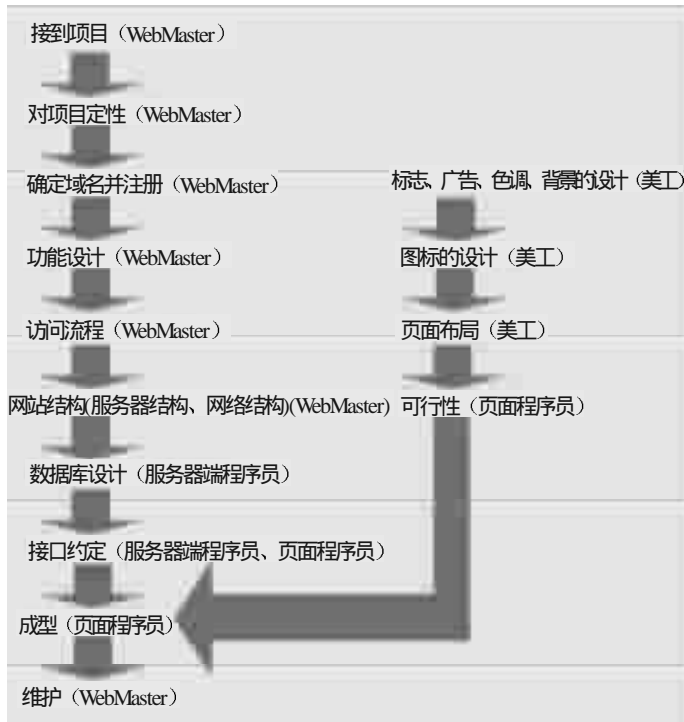 接到项目（WebMaster）
对项目定性（WebMaster）
确定域名并注册（WebMaster）
标志、广告、色调、背景的设计（美工）
功能设计（WebMaster）
图标的设计（美工）
访问流程（WebMaster）
页面布局（美工）
网站结构(服务器结构、网络结构)(WebMaster)
可行性（页面程序员）
数据库设计（服务器端程序员）
接口约定（服务器端程序员、页面程序员）
成型（页面程序员）
维护（WebMaster）